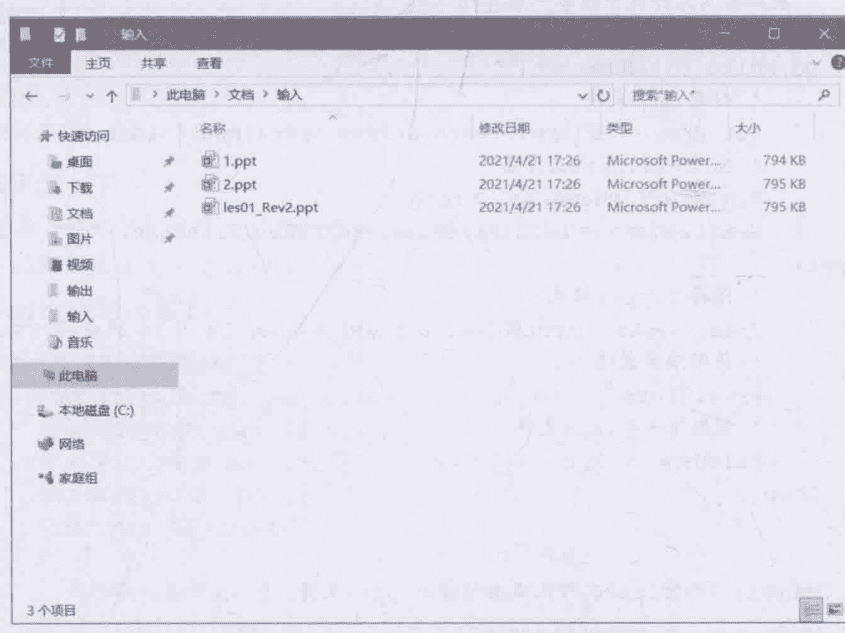 输入
文件 主页 共享 查看
此电脑 > 文档 > 输入 搜索"输入"
名称 修改日期 类型 大小
快速访问
桌面
下载
文档
图片
视频
输出
输入
音乐
此电脑
本地磁盘 (C:)
网络
家庭组
1.ppt 2021/4/21 17:26 Microsoft Power... 794 KB
2.ppt 2021/4/21 17:26 Microsoft Power... 795 KB
les01_Rev2.ppt 2021/4/21 17:26 Microsoft Power... 795 KB
3 个项目